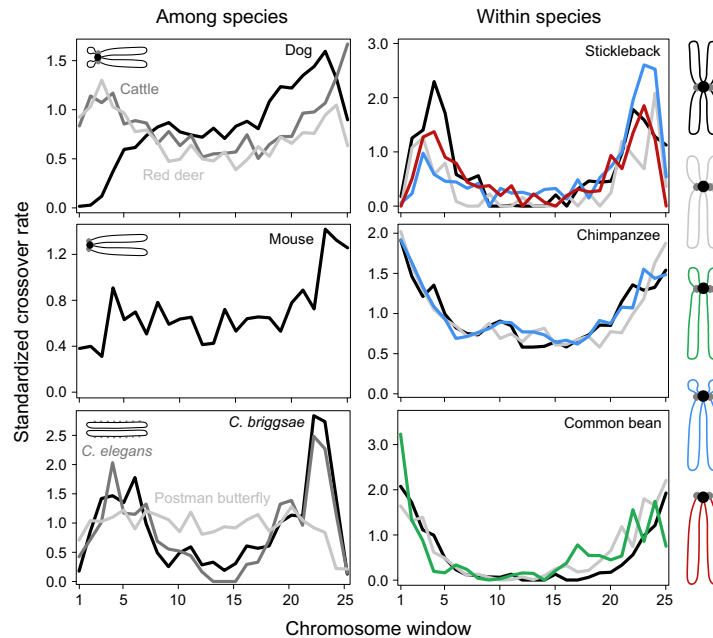 Among species
Within species
Standardized crossover rate
1.5
1.0
0.5
0.0
Dog
Cattle
Red deer
3.0
2.0
1.0
0.0
Stickleback
1.2
0.8
0.4
0.0
Mouse
2.0
1.5
1.0
0.5
0.0
Chimpanzee
2.5
2.0
1.5
1.0
0.5
0.0
C. briggsae
C. elegans
Postman butterfly
3.0
2.0
1.0
0.0
Common bean
1 5 10 15 20 25
1 5 10 15 20 25
Chromosome window